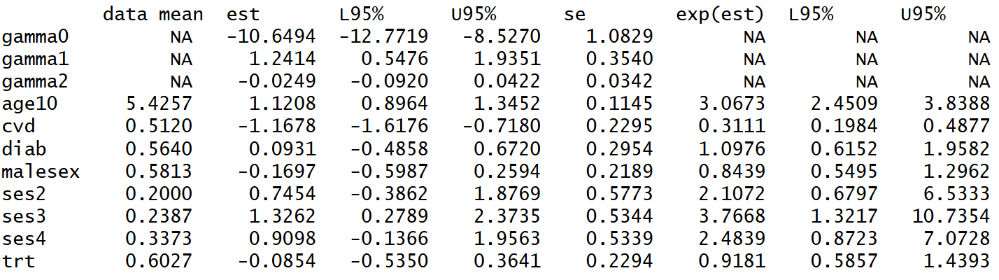 data mean est L95% U95% se exp(est) L95% U95%
gamma0 NA -10.6494 -12.7719 -8.5270 1.0829 NA NA NA
gamma1 NA 1.2414 0.5476 1.9351 0.3540 NA NA NA
gamma2 NA -0.0249 -0.0920 0.0422 0.0342 NA NA NA
age10 5.4257 1.1208 0.8964 1.3452 0.1145 3.0673 2.4509 3.8388
cvd 0.5120 -1.1678 -1.6176 -0.7180 0.2295 0.3111 0.1984 0.4877
diab 0.5640 0.0931 -0.4858 0.6720 0.2954 1.0976 0.6152 1.9582
malesex 0.5813 -0.1697 -0.5987 0.2594 0.2189 0.8439 0.5495 1.2962
ses2 0.2000 0.7454 -0.3862 1.8769 0.5773 2.1072 0.6797 6.5333
ses3 0.2387 1.3262 0.2789 2.3735 0.5344 3.7668 1.3217 10.7354
ses4 0.3373 0.9098 -0.1366 1.9563 0.5339 2.4839 0.8723 7.0728
trt 0.6027 -0.0854 -0.5350 0.3641 0.2294 0.9181 0.5857 1.4393